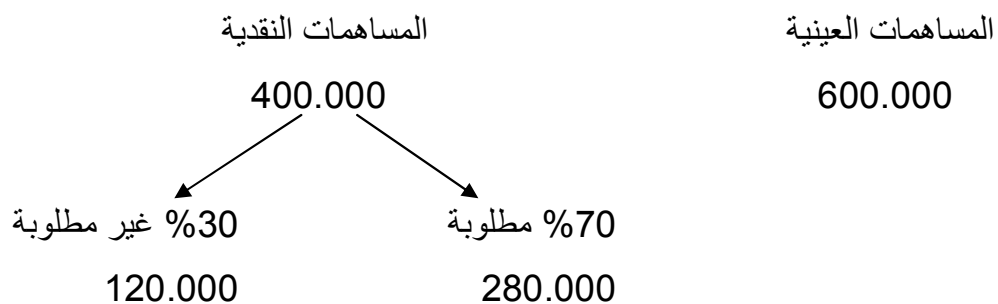 المساهمات العينية المساهمات النقدية
600.000 400.000
%70 مطلوبة %30 غير مطلوبة
280.000 120.000